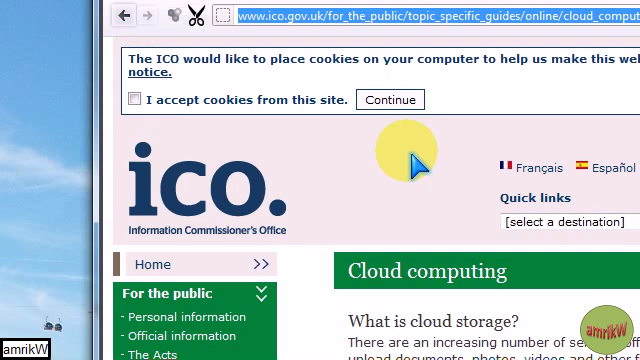 www.ico.gov.uk/for_the_public/topic_specific_guides/online/cloud_comput
The ICO would like to place cookies on your computer to help us make this we
notice.
I accept cookies from this site. Continue
ico.
Information Commissioner's Office
Français Español
Quick links
[select a destination]
Home >>
For the public
- Personal information
- Official information
- The Acts
Cloud computing
What is cloud storage?
There are an increasing number of se
upload documents, photos, videos and other f
amrikW
amrikW